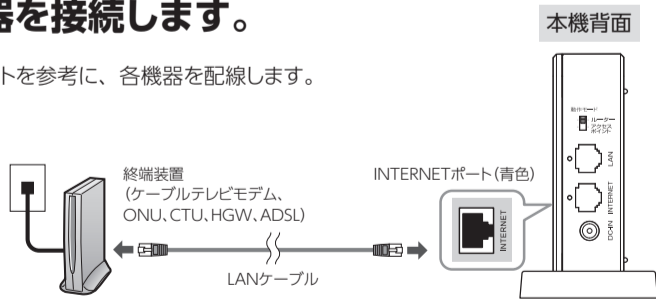 器を接続します。
トを参考に、各機器を配線します。
本機背面
動作モード
ルーター
アクセス
ポイント
LAN
INTERNET
DC-IN
終端装置
(ケーブルテレビモデム、
ONU、CTU、HGW、ADSL)
INTERNETポート(青色)
INTERNET
LANケーブル